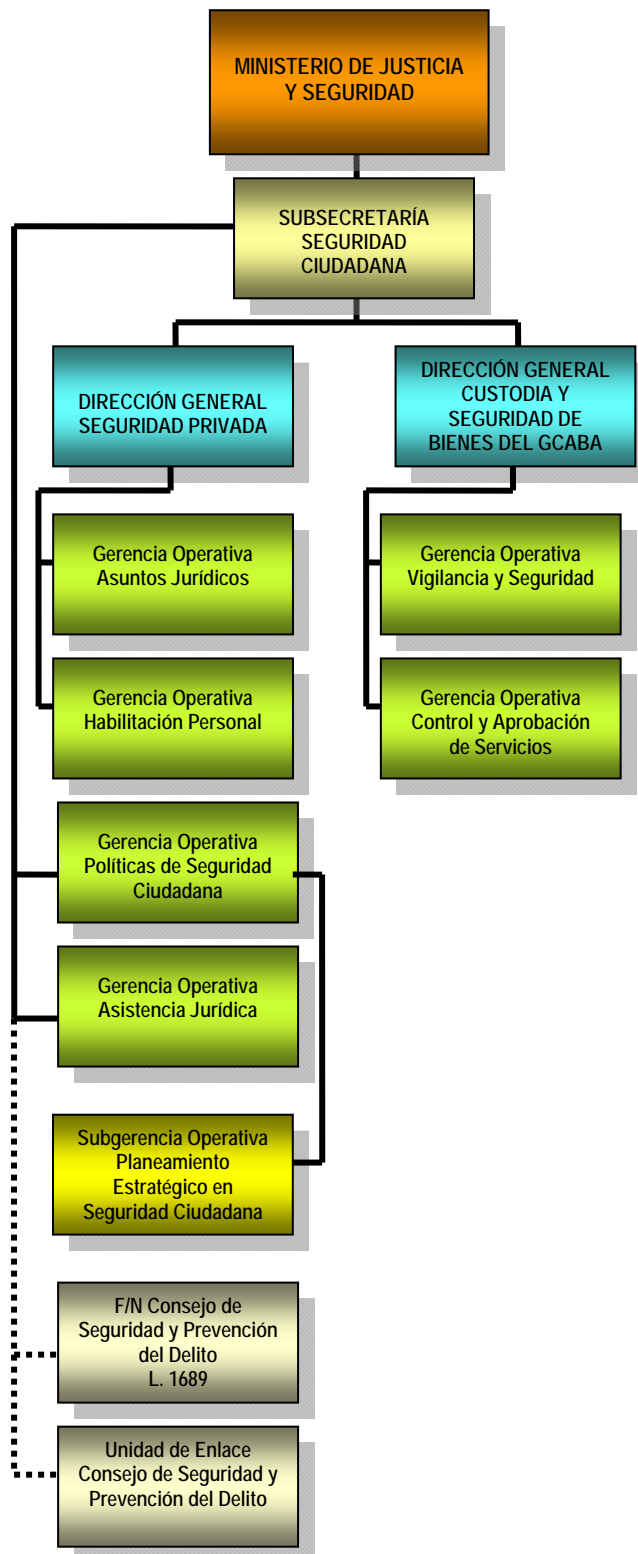 MINISTERIO DE JUSTICIA
Y SEGURIDAD
SUBSECRETARÍA
SEGURIDAD
CIUDADANA
DIRECCIÓN GENERAL
SEGURIDAD PRIVADA
DIRECCIÓN GENERAL
CUSTODIA Y
SEGURIDAD DE
BIENES DEL GCABA
Gerencia Operativa
Asuntos Jurídicos
Gerencia Operativa
Vigilancia y Seguridad
Gerencia Operativa
Habilitación Personal
Gerencia Operativa
Control y Aprobación
de Servicios
Gerencia Operativa
Políticas de Seguridad
Ciudadana
Gerencia Operativa
Asistencia Jurídica
Subgerencia Operativa
Planeamiento
Estratégico en
Seguridad Ciudadana
F/N Consejo de
Seguridad y Prevención
del Delito
L. 1689
Unidad de Enlace
Consejo de Seguridad y
Prevención del Delito